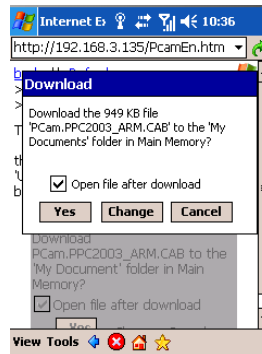 Internet Ex 10:36
http://192.168.3.135/PcamEn.htm
Download
Download the 949 KB file
'PCam.PPC2003_ARM.CAB' to the 'My
Documents' folder in Main Memory?
Open file after download
Yes Change Cancel
Download
PCam.PPC2003_ARM.CAB to the
'My Document' folder in Main
Memory?
Open file after download
Yes
View Tools